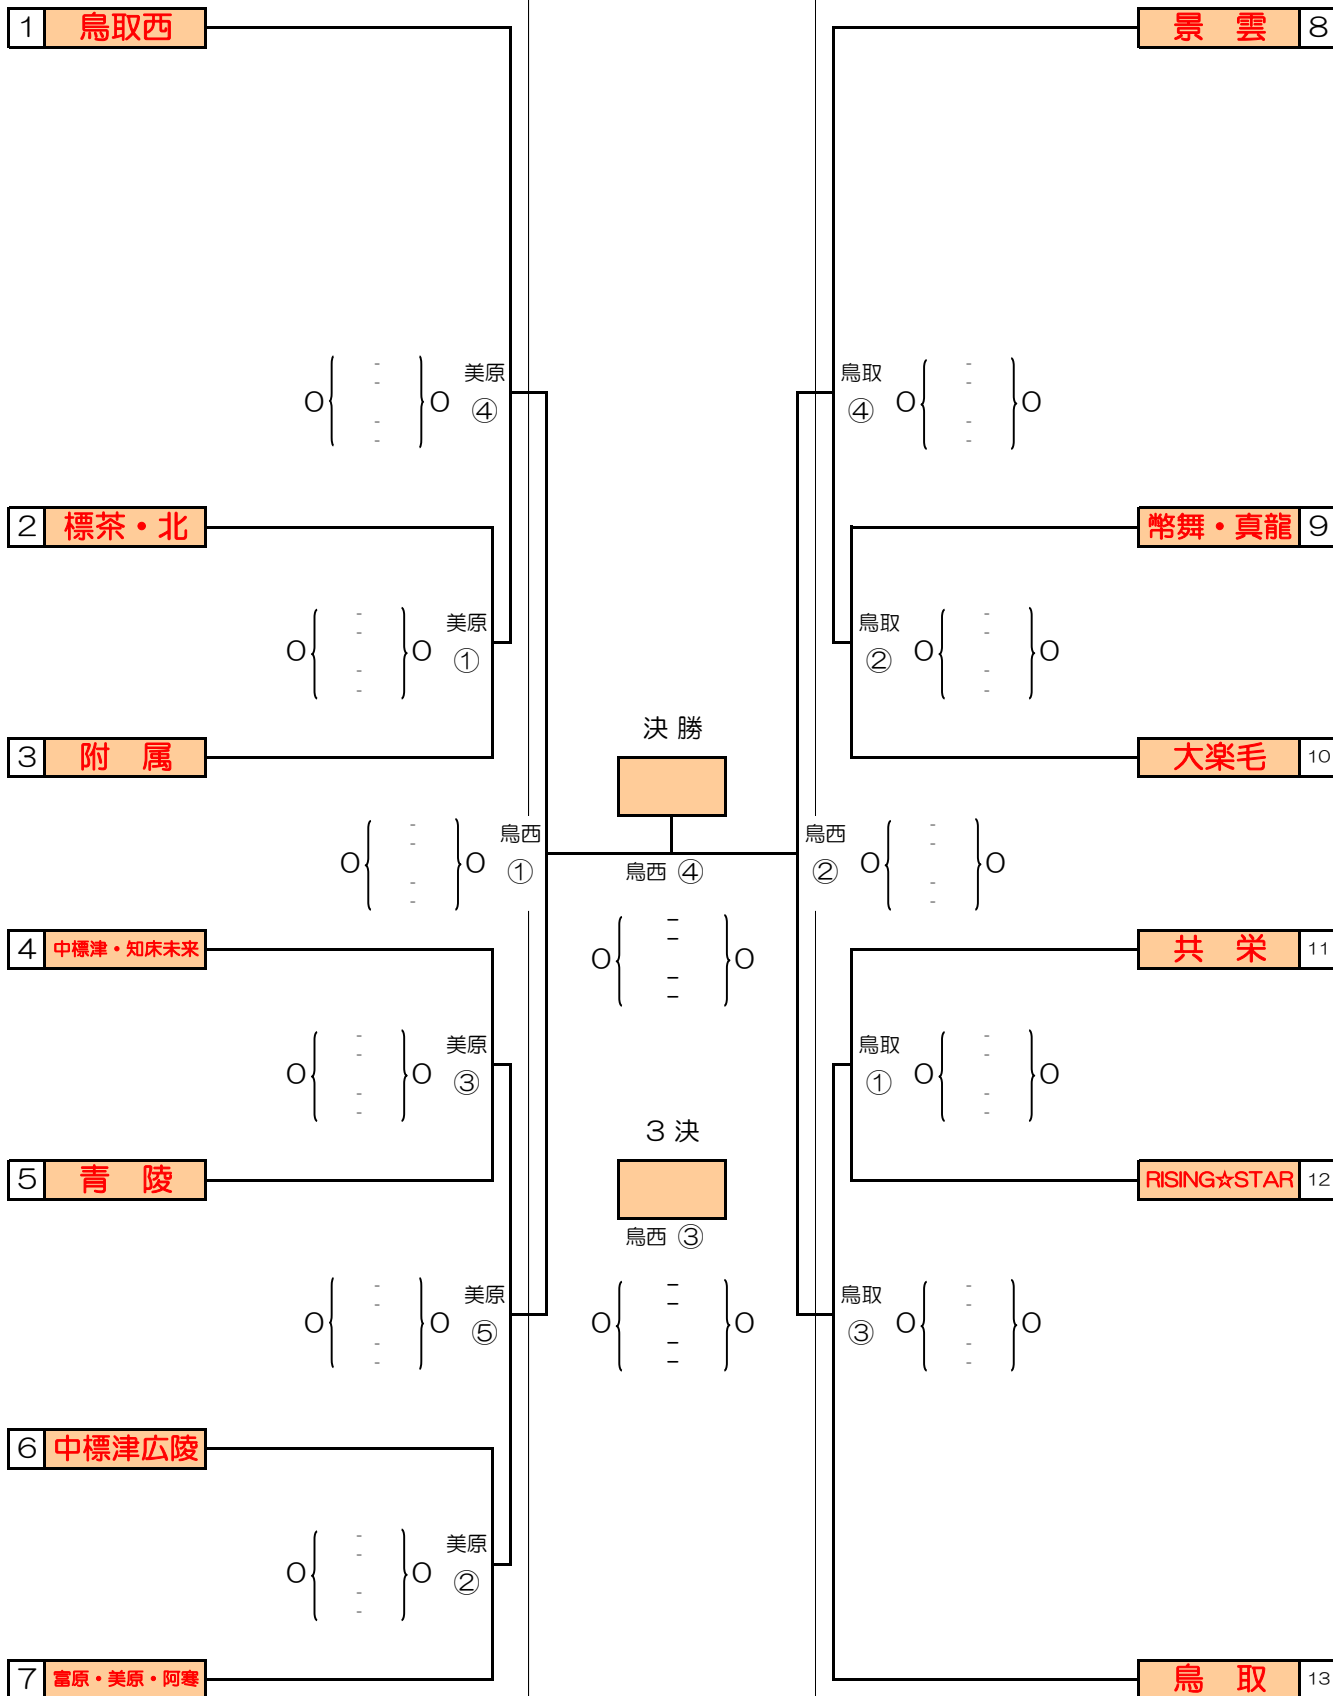 1 鳥取西
景 雲 8
美原
④
0 - - - - 0
鳥取
④
0 - - - - 0
2 標茶・北
幣舞・真龍 9
美原
①
0 - - - - 0
鳥取
②
0 - - - - 0
3 附 属
決 勝
大楽毛 10
鳥西
①
0 - - - - 0
鳥西 ④
鳥西
②
0 - - - - 0
4 中標津・知床未来
0 - - - - 0
共 栄 11
美原
③
0 - - - - 0
鳥取
①
0 - - - - 0
3 決
5 青 陵
RISING☆STAR 12
鳥西 ③
美原
⑤
0 - - - - 0
0 - - - - 0
鳥取
③
0 - - - - 0
6 中標津広陵
美原
②
0 - - - - 0
7 富原・美原・阿寒
鳥 取 13